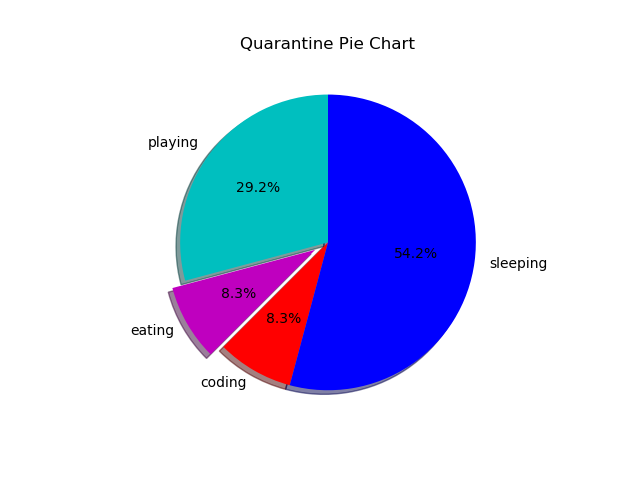 Quarantine Pie Chart
playing
29.2%
54.2%
sleeping
8.3%
eating
8.3%
coding